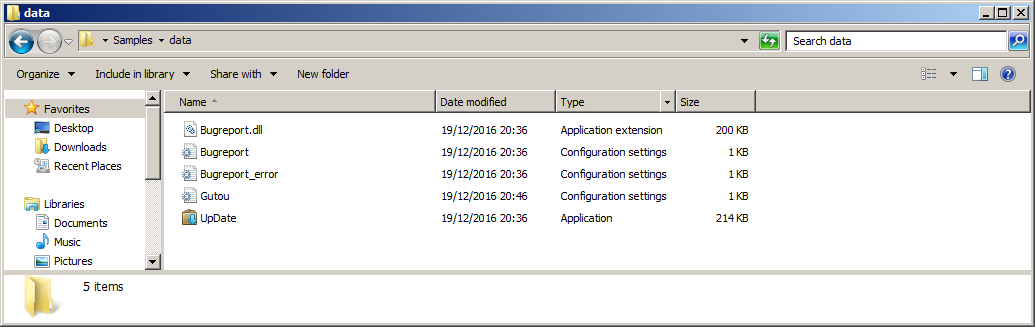 data
Samples data
Search data
Organize Include in library Share with New folder
Favorites
Desktop
Downloads
Recent Places
Libraries
Documents
Music
Pictures
Name Date modified Type Size
Bugreport.dll 19/12/2016 20:36 Application extension 200 KB
Bugreport 19/12/2016 20:36 Configuration settings 1 KB
Bugreport_error 19/12/2016 20:36 Configuration settings 1 KB
Gutou 19/12/2016 20:46 Configuration settings 1 KB
UpDate 19/12/2016 20:36 Application 214 KB
5 items